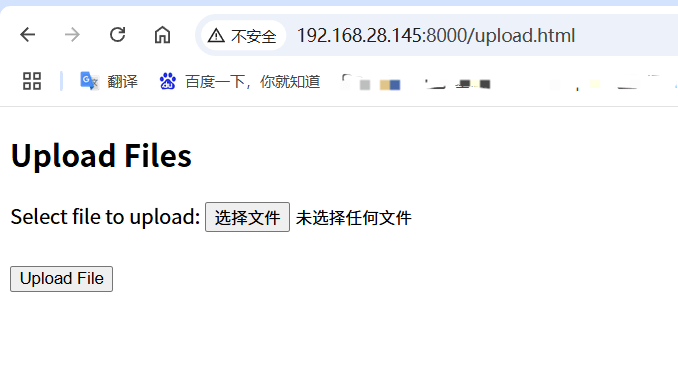 不安全 192.168.28.145:8000/upload.html
翻译 百度一下，你就知道
Upload Files
Select file to upload: 选择文件 未选择任何文件
Upload File